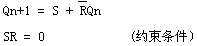 Qn+1 = S + R̅Qn
SR = 0 (约束条件)